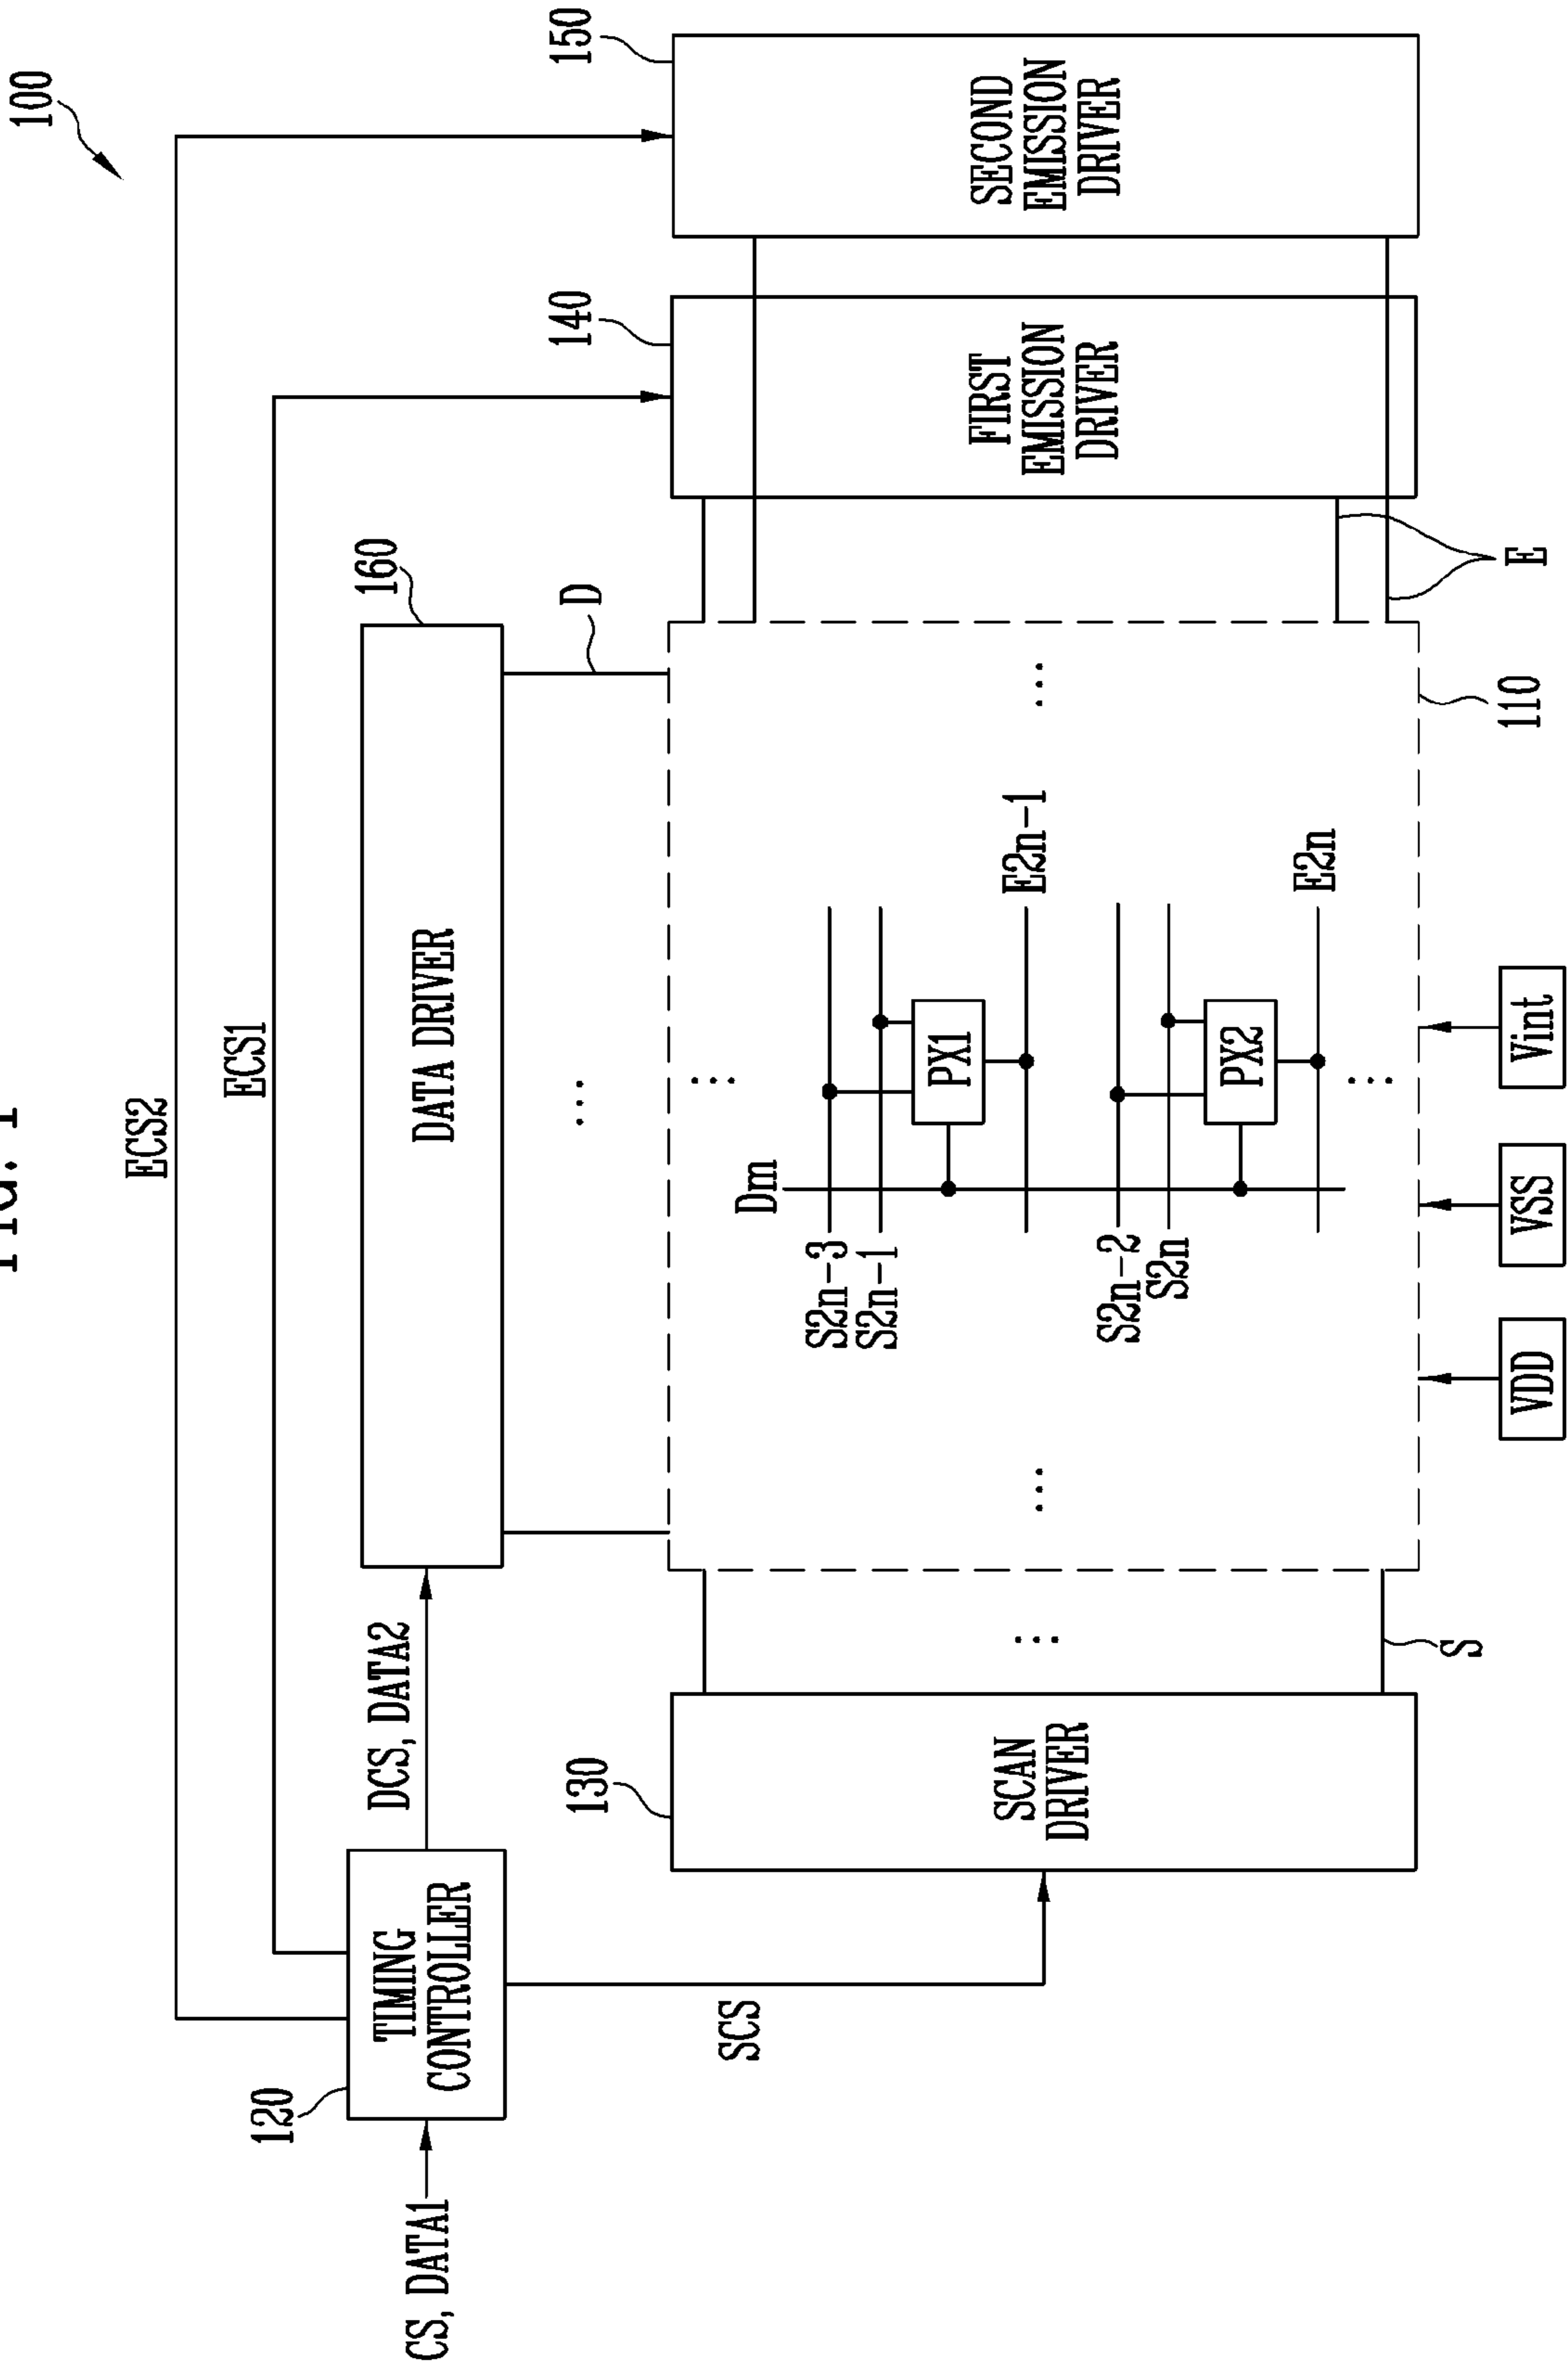 FIG. 1
100
ECS2
ECS1
120
CS, DATA1
TIMING
CONTROLLER
DCS, DATA2
160
DATA DRIVER
SCS
130
SCAN
DRIVER
S
D
140
FIRST
EMISSION
DRIVER
150
SECOND
EMISSION
DRIVER
E
Dm
S2n-3
S2n-1
PX1
E2n-1
S2n-2
S2n
PX2
E2n
110
VDD
VSS
Vint